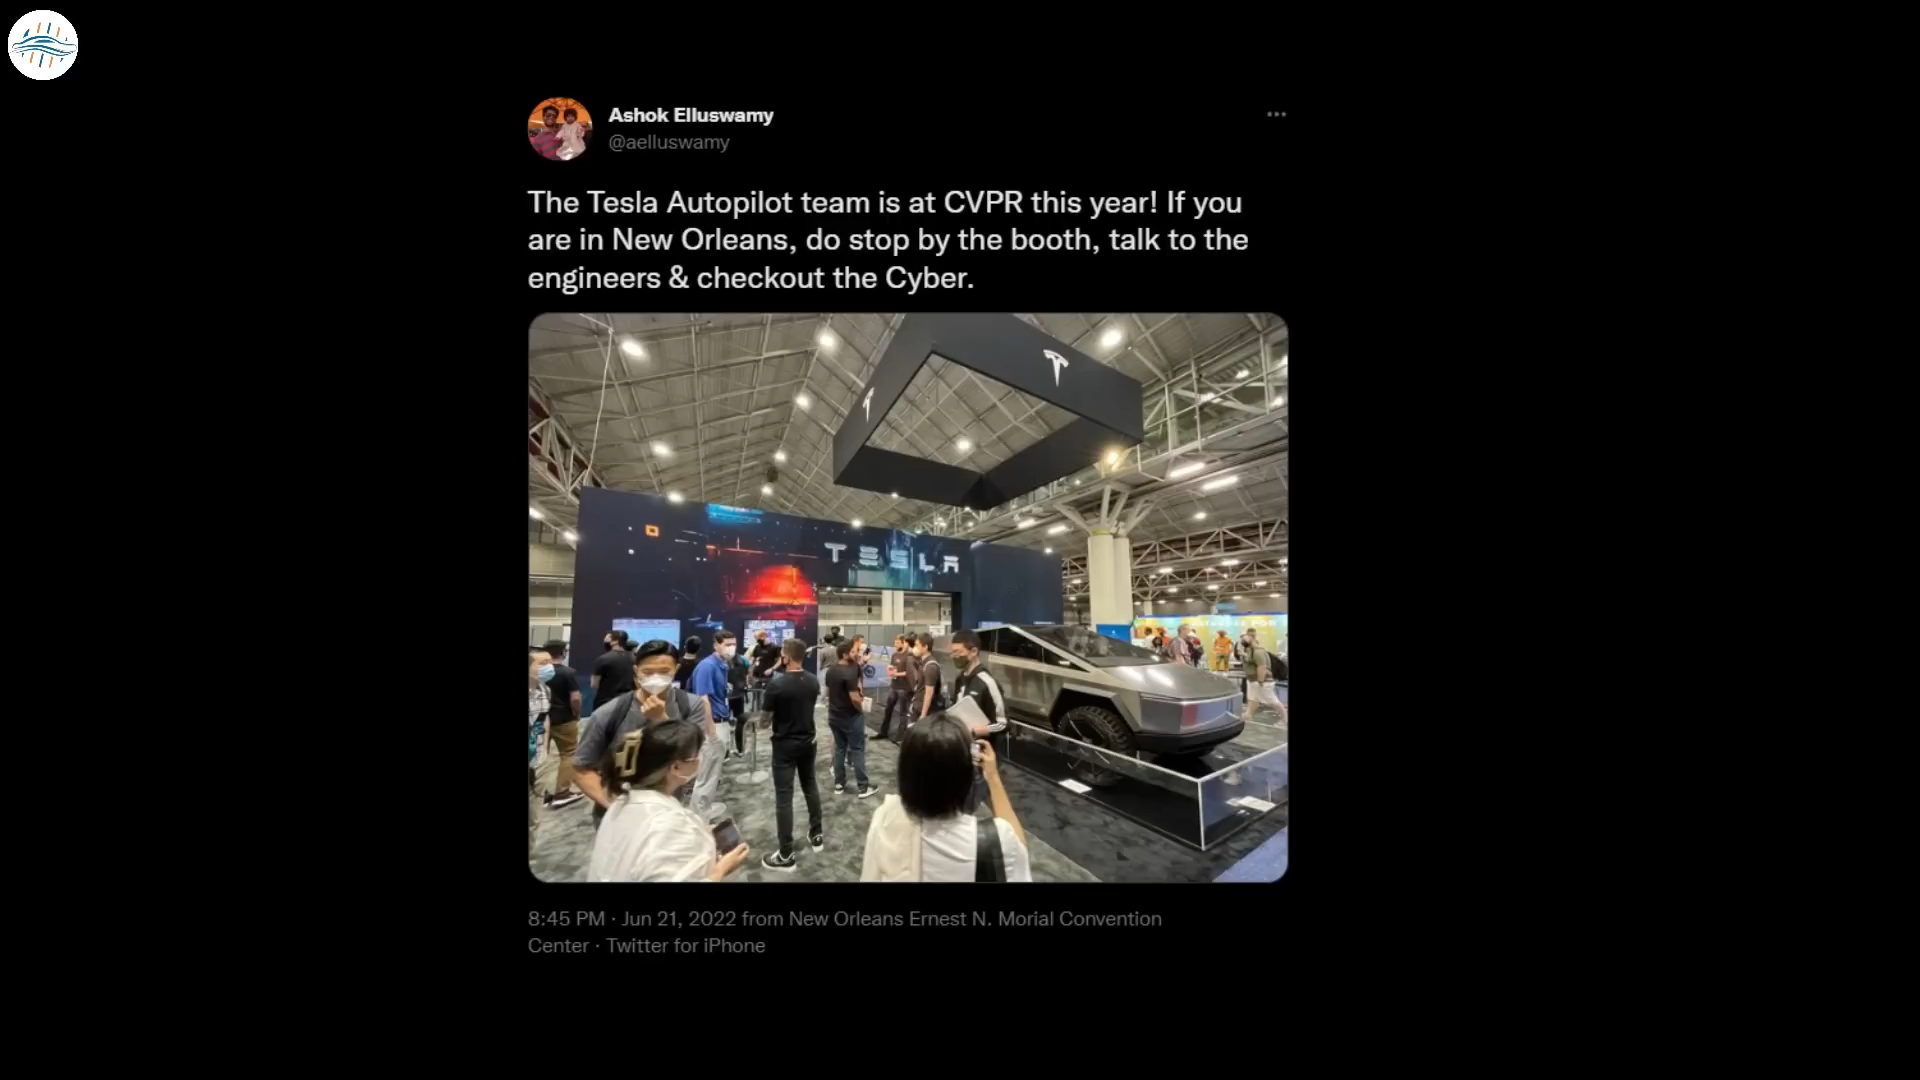 Ashok Elluswamy
@aelluswamy
The Tesla Autopilot team is at CVPR this year! If you
are in New Orleans, do stop by the booth, talk to the
engineers & checkout the Cyber.
TESLA
8:45 PM · Jun 21, 2022 from New Orleans Ernest N. Morial Convention
Center · Twitter for iPhone